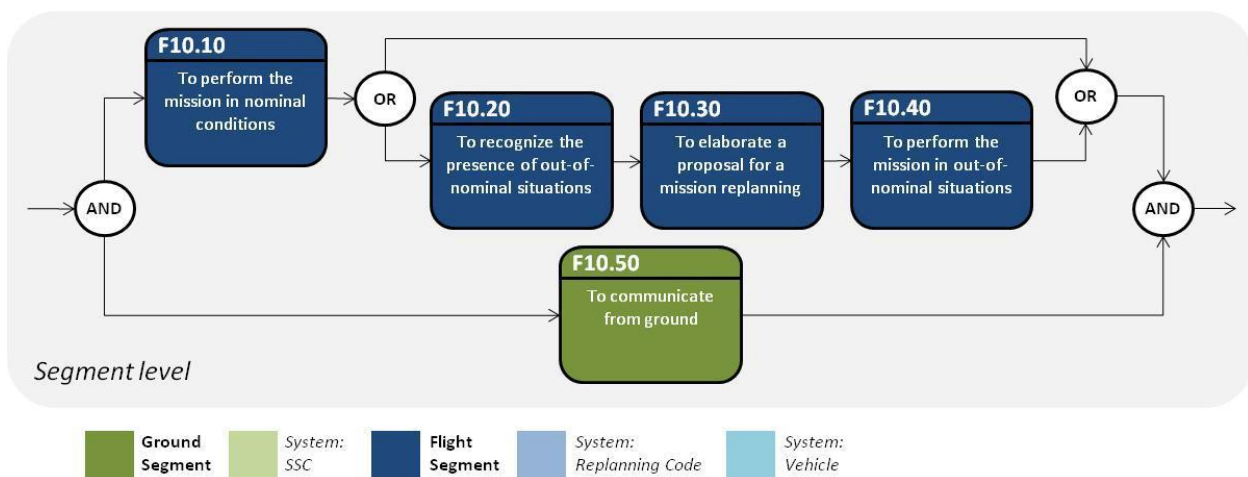 F10.10
To perform the
mission in nominal
conditions
OR
F10.20
To recognize the
presence of out-of-
nominal situations
F10.30
To elaborate a
proposal for a
mission replanning
F10.40
To perform the
mission in out-of-
nominal situations
OR
AND
AND
F10.50
To communicate
from ground
Segment level
Ground
Segment
System:
SSC
Flight
Segment
System:
Replanning Code
System:
Vehicle